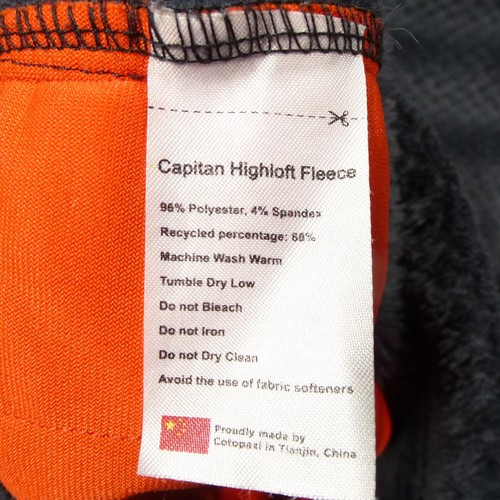 Capitan Highloft Fleece
96% Polyester, 4% Spandex
Recycled percentage: 68%
Machine Wash Warm
Tumble Dry Low
Do not Bleach
Do not Iron
Do not Dry Clean
Avoid the use of fabric softeners
Proudly made by
Cotopaxi in Tianjin, China